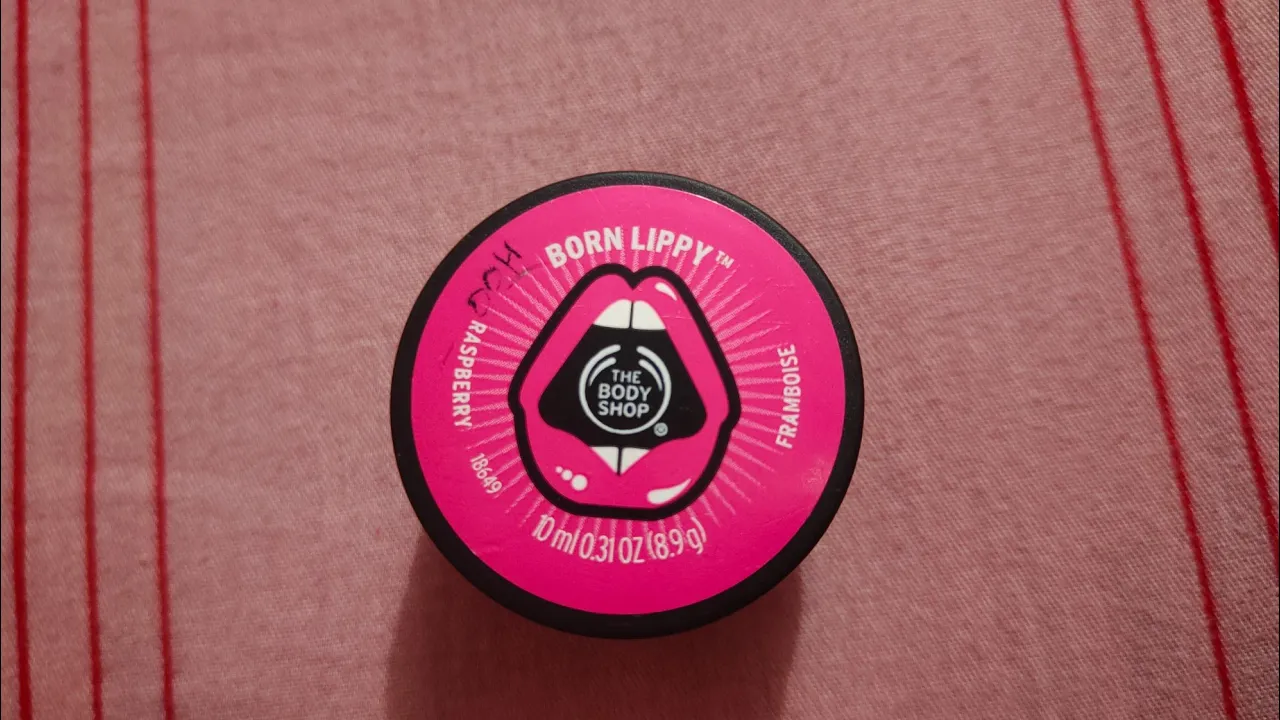 BORN LIPPY™
RASPBERRY
FRAMBOISE
THE
BODY
SHOP®
18649
10 ml 0.31 OZ (8.9 g)